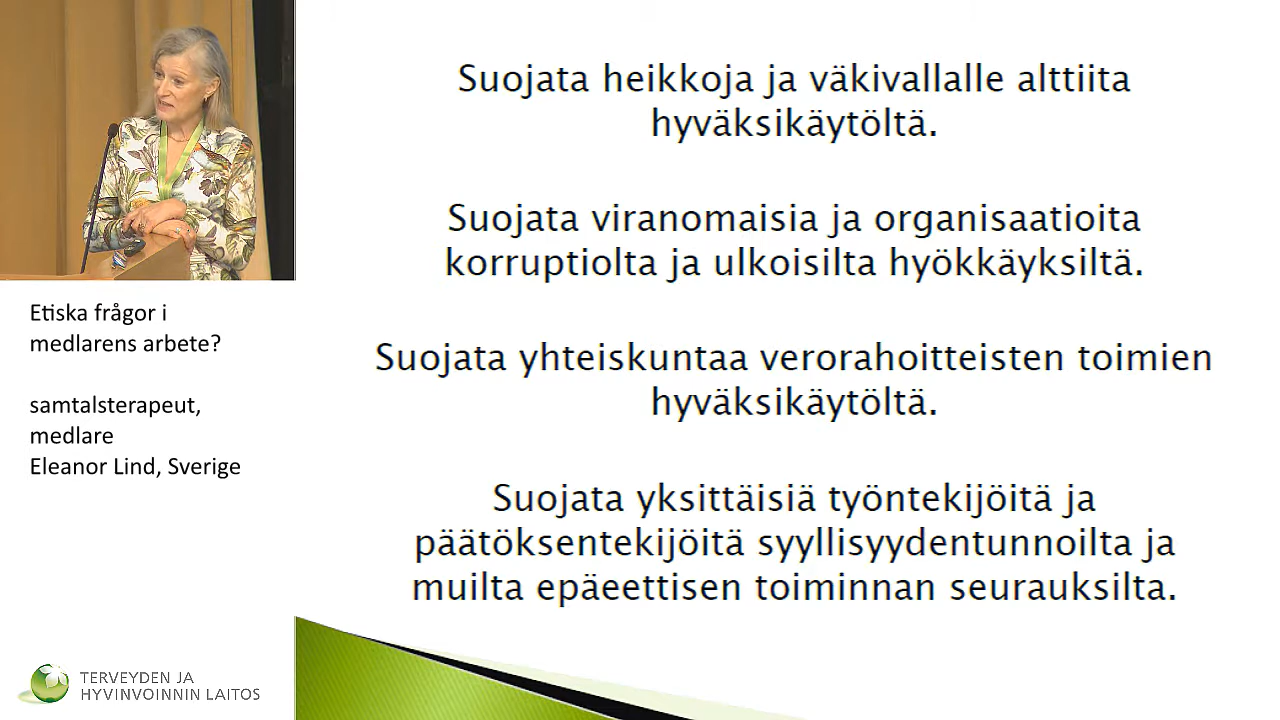 Suojata heikkoja ja väkivallalle alttiita
hyväksikäytöltä.
Suojata viranomaisia ja organisaatioita
korruptiolta ja ulkoisilta hyökkäyksiltä.
Suojata yhteiskuntaa verorahoitteisten toimien
hyväksikäytöltä.
Suojata yksittäisiä työntekijöitä ja
päätöksentekijöitä syyllisyydentunnoilta ja
muilta epäeettisen toiminnan seurauksilta.
Etiska frågor i
medlarens arbete?
samtalsterapeut,
medlare
Eleanor Lind, Sverige
TERVEYDEN JA
HYVINVOINNIN LAITOS